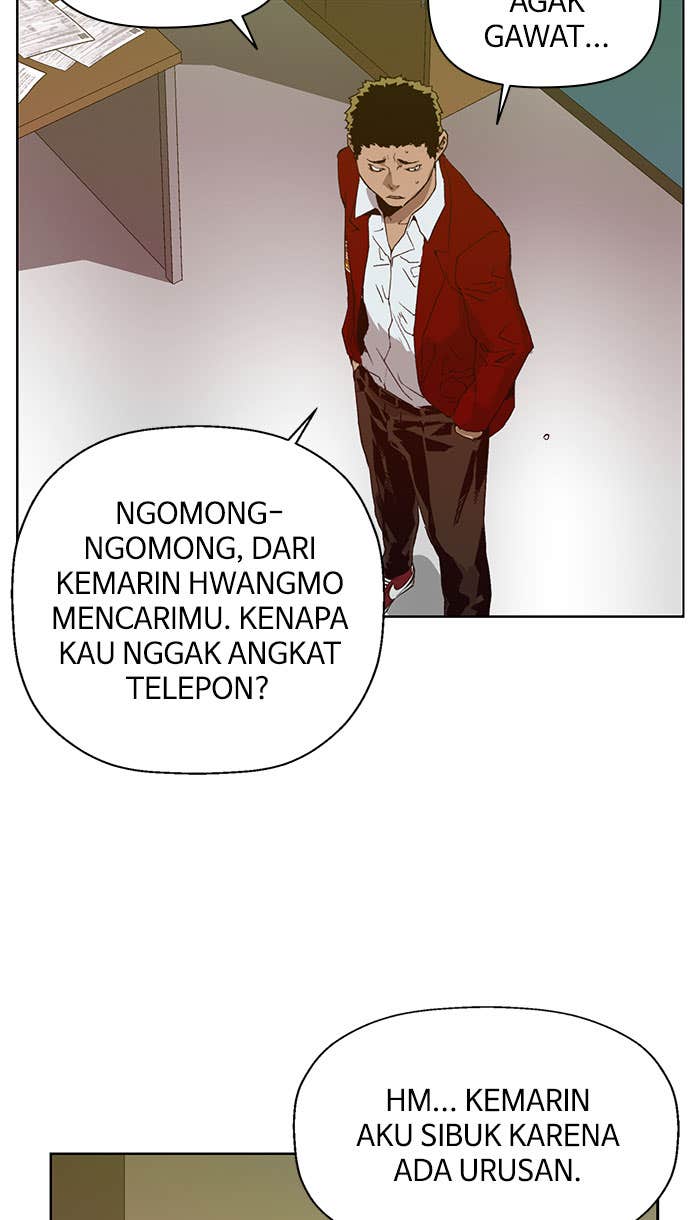 AGAK
GAWAT...
NGOMONG-
NGOMONG, DARI
KEMARIN HWANGMO
MENCARIMU. KENAPA
KAU NGGAK ANGKAT
TELEPON?
HM... KEMARIN
AKU SIBUK KARENA
ADA URUSAN.